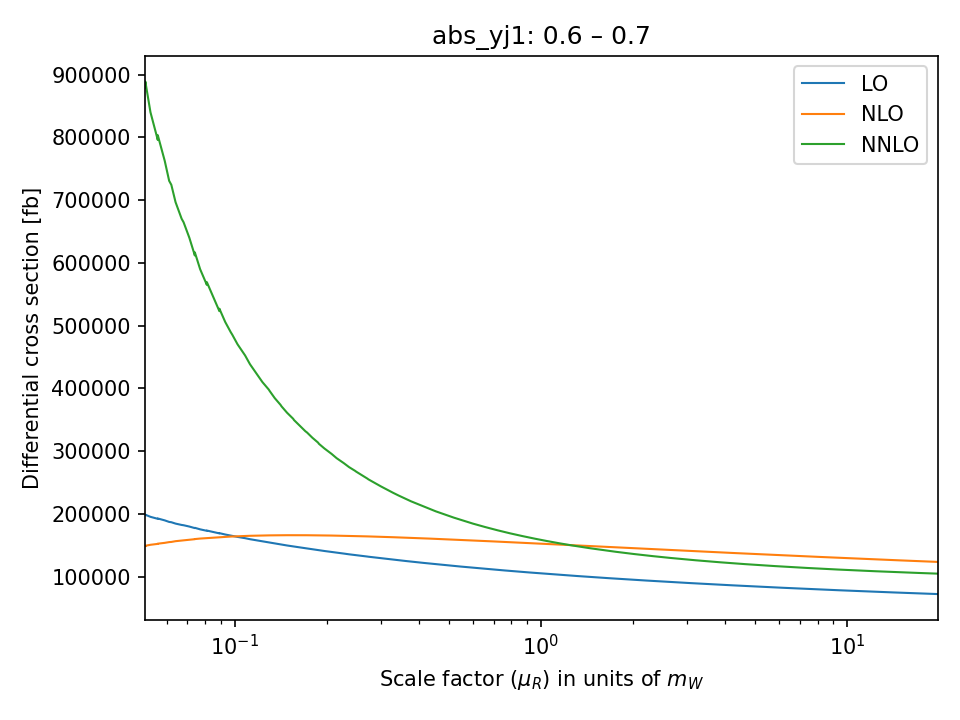 abs_yj1: 0.6 – 0.7
Differential cross section [fb]
900000
800000
700000
600000
500000
400000
300000
200000
100000
LO
NLO
NNLO
10⁻¹
10⁰
10¹
Scale factor (μ_R) in units of m_W